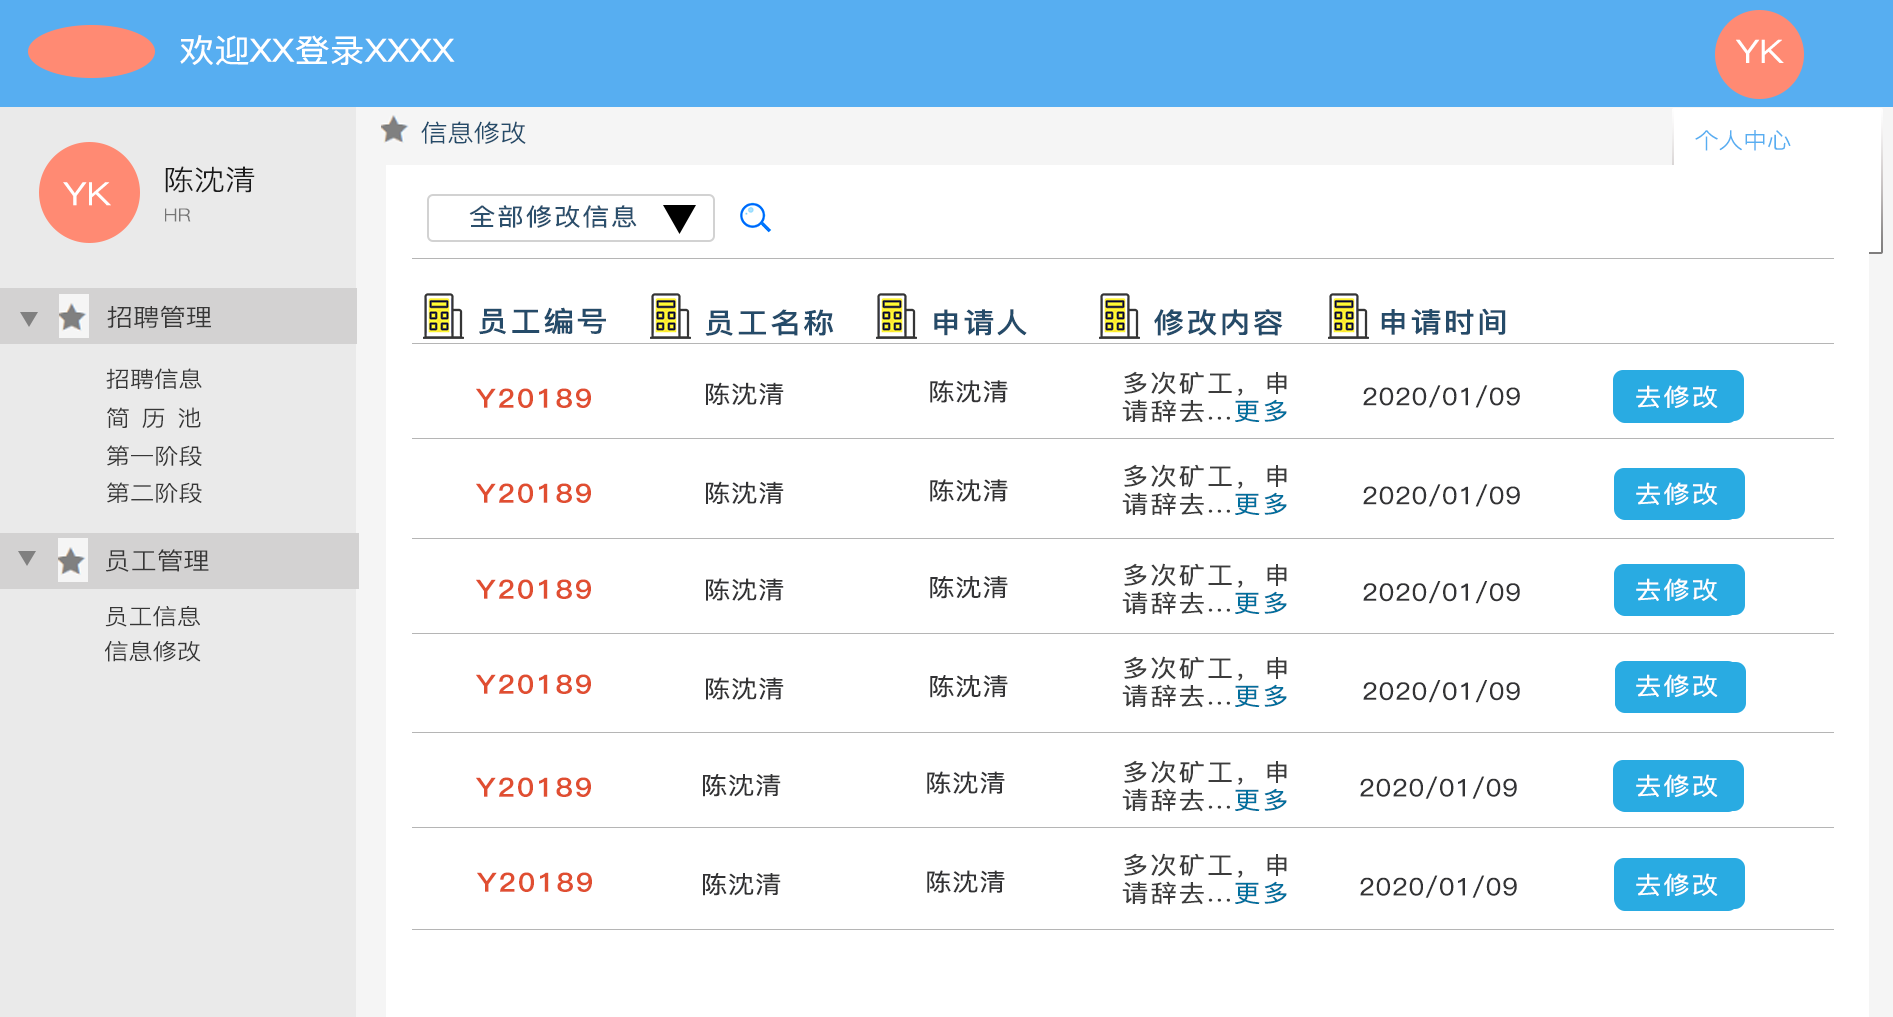 欢迎XX登录XXXX
YK
YK
陈沈清
HR
信息修改
个人中心
全部修改信息
招聘管理
招聘信息
简 历 池
第一阶段
第二阶段
员工管理
员工信息
信息修改
员工编号 员工名称 申请人 修改内容 申请时间
Y20189 陈沈清 陈沈清 多次矿工，申 2020/01/09 去修改
请辞去...更多
Y20189 陈沈清 陈沈清 多次矿工，申 2020/01/09 去修改
请辞去...更多
Y20189 陈沈清 陈沈清 多次矿工，申 2020/01/09 去修改
请辞去...更多
Y20189 陈沈清 陈沈清 多次矿工，申 2020/01/09 去修改
请辞去...更多
Y20189 陈沈清 陈沈清 多次矿工，申 2020/01/09 去修改
请辞去...更多
Y20189 陈沈清 陈沈清 多次矿工，申 2020/01/09 去修改
请辞去...更多